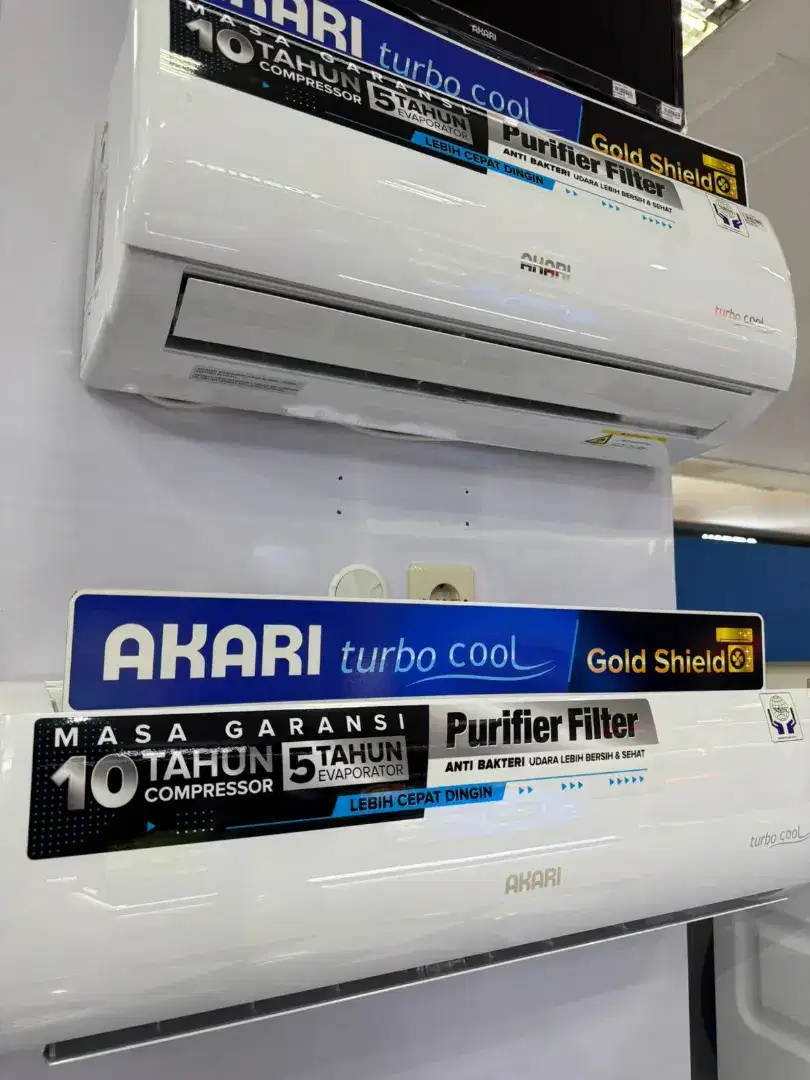 AKARI
AKARI turbo cool
Gold Shield
MASA GARANSI
10 TAHUN COMPRESSOR
5 TAHUN EVAPORATOR
LEBIH CEPAT DINGIN
Purifier Filter
ANTI BAKTERI UDARA LEBIH BERSIH & SEHAT
AKARI
turbo cool
AKARI turbo cool
Gold Shield
MASA GARANSI
10 TAHUN COMPRESSOR
5 TAHUN EVAPORATOR
LEBIH CEPAT DINGIN
Purifier Filter
ANTI BAKTERI UDARA LEBIH BERSIH & SEHAT
AKARI
turbo cool